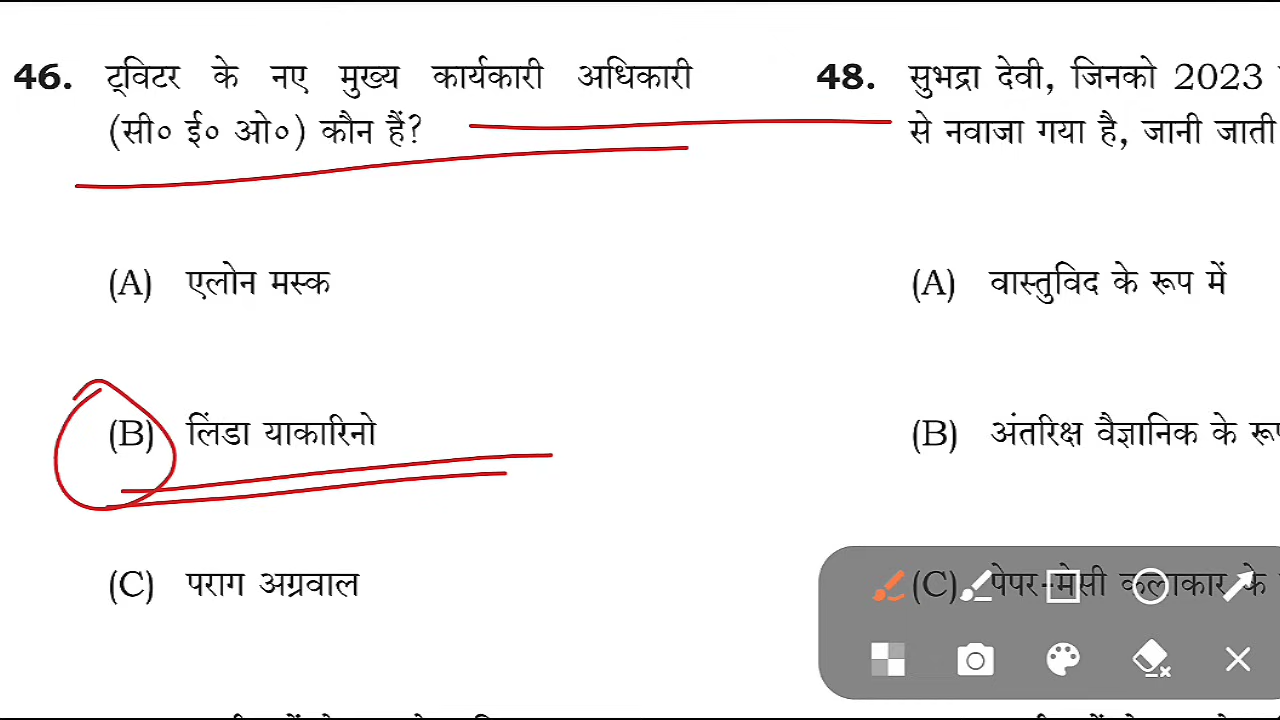 46. ट्विटर के नए मुख्य कार्यकारी अधिकारी
(सी० ई० ओ०) कौन हैं?
(A) एलोन मस्क
(B) लिंडा याकारिनो
(C) पराग अग्रवाल
48. सुभद्रा देवी, जिनको 2023
से नवाजा गया है, जानी जाती
(A) वास्तुविद के रूप में
(B) अंतरिक्ष वैज्ञानिक के
(C) पेपर-मेसी कलाकार के